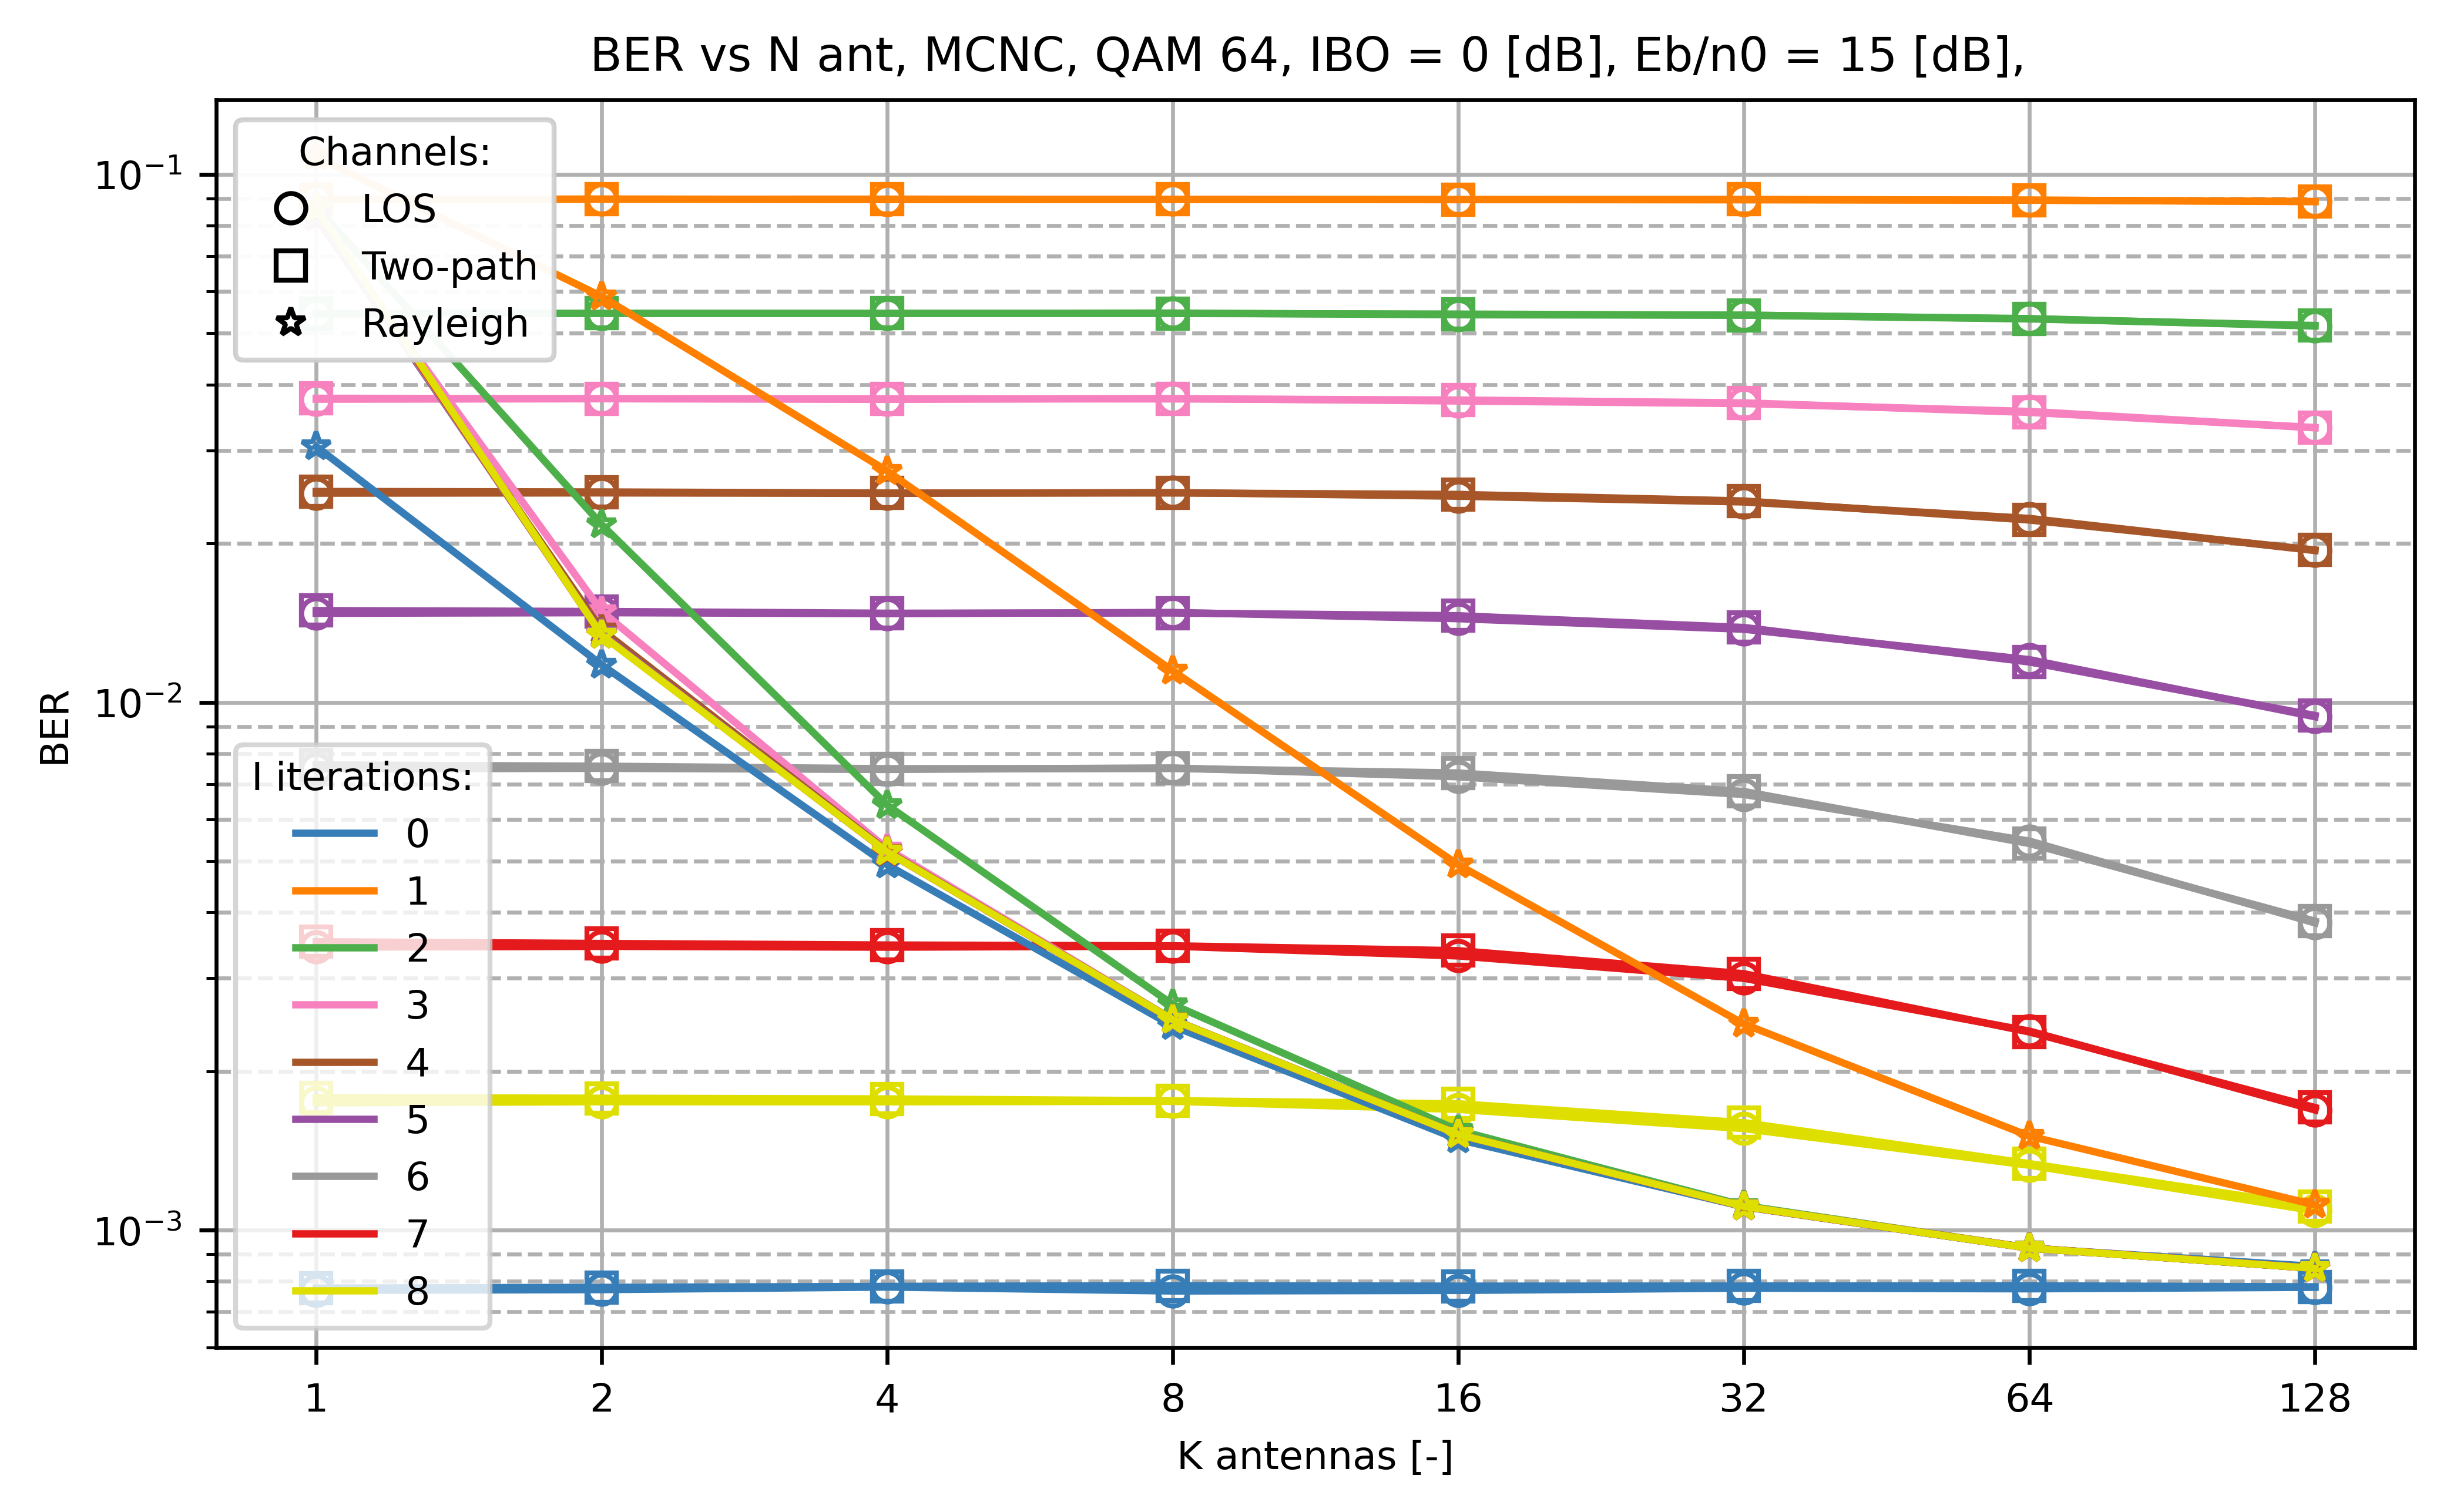 BER vs N ant, MCNC, QAM 64, IBO = 0 [dB], Eb/n0 = 15 [dB],
Channels:
LOS
Two-path
Rayleigh
10⁻¹
10⁻²
10⁻³
BER
I iterations:
0
1
2
3
4
5
6
7
8
1 2 4 8 16 32 64 128
K antennas [-]